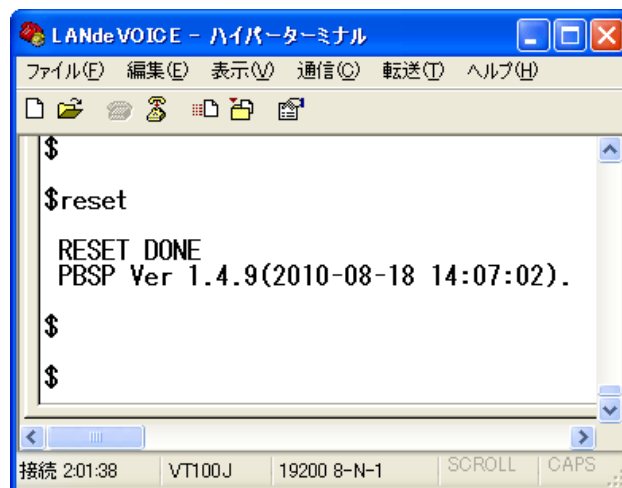 LANdeVOICE - ハイパーターミナル
ファイル(F) 編集(E) 表示(V) 通信(C) 転送(T) ヘルプ(H)
$
$reset
RESET DONE
PBSP Ver 1.4.9(2010-08-18 14:07:02).
$
$
接続 2:01:38 VT100J 19200 8-N-1 SCROLL CAPS